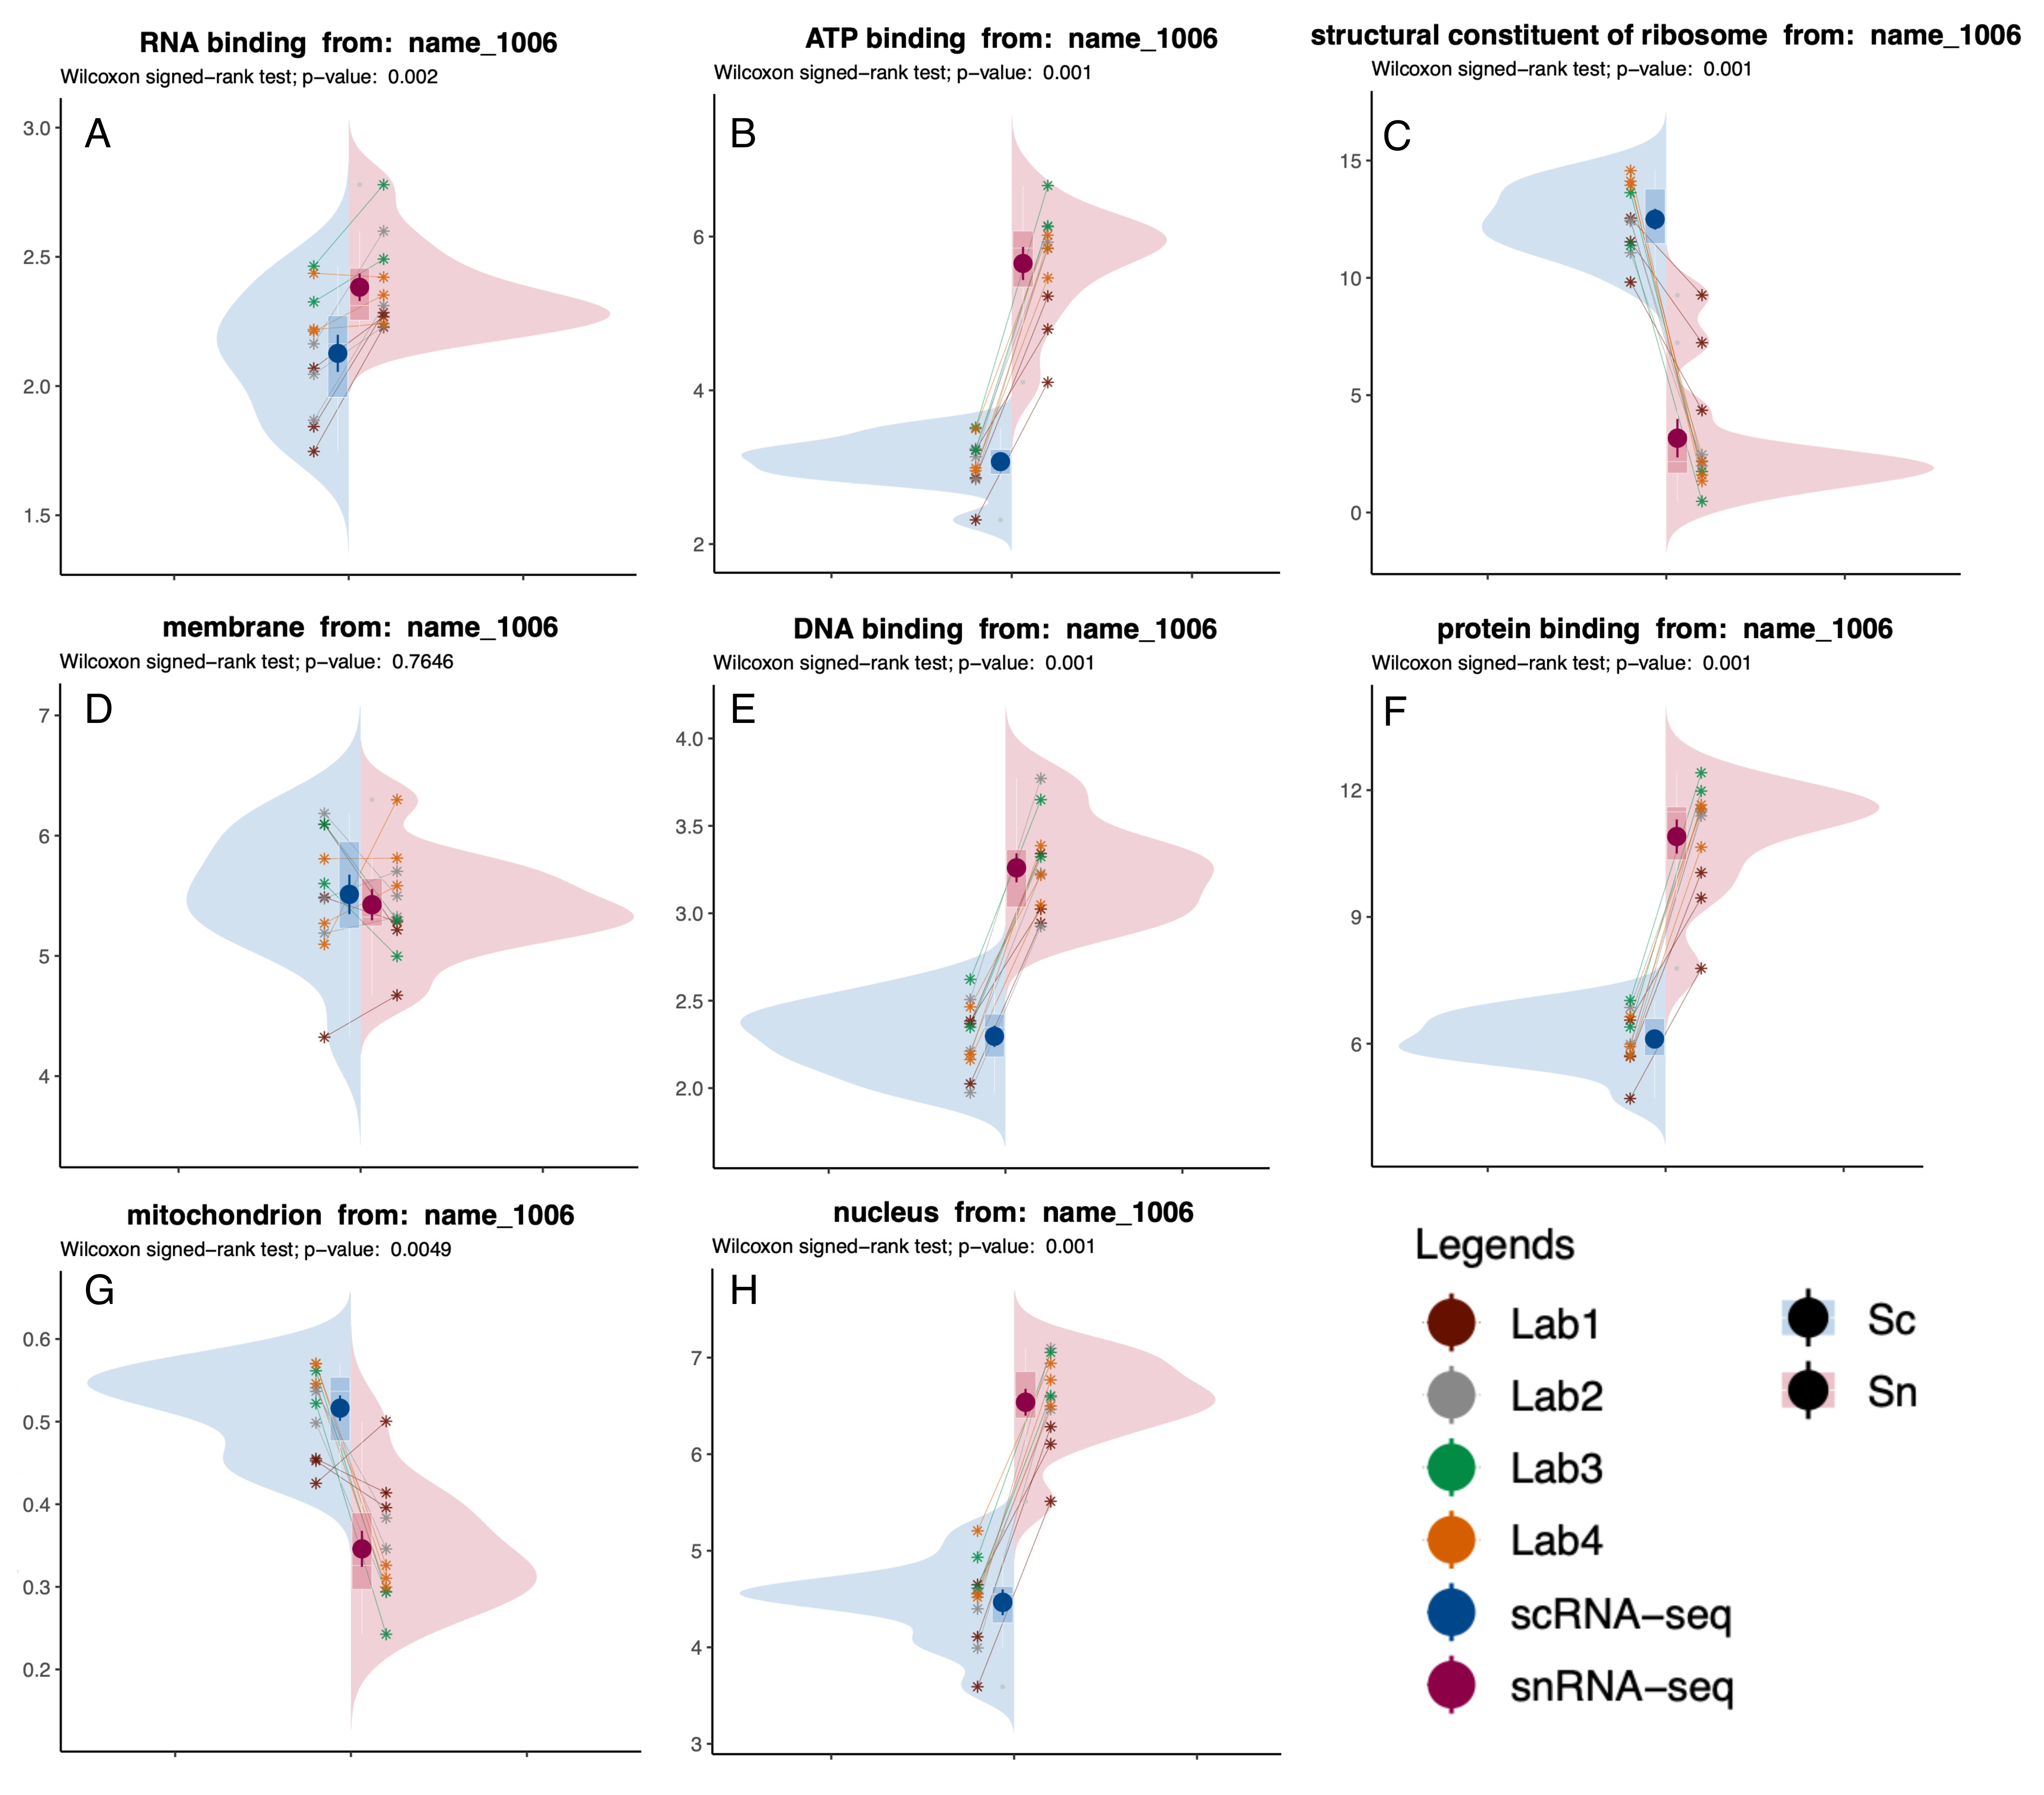 RNA binding from: name_1006
Wilcoxon signed–rank test; p–value: 0.002
A
3.0
2.5
2.0
1.5
ATP binding from: name_1006
Wilcoxon signed–rank test; p–value: 0.001
B
6
4
2
structural constituent of ribosome from: name_1006
Wilcoxon signed–rank test; p–value: 0.001
C
15
10
5
0
membrane from: name_1006
Wilcoxon signed–rank test; p–value: 0.7646
D
7
6
5
4
DNA binding from: name_1006
Wilcoxon signed–rank test; p–value: 0.001
E
4.0
3.5
3.0
2.5
2.0
protein binding from: name_1006
Wilcoxon signed–rank test; p–value: 0.001
F
12
9
6
mitochondrion from: name_1006
Wilcoxon signed–rank test; p–value: 0.0049
G
0.6
0.5
0.4
0.3
0.2
nucleus from: name_1006
Wilcoxon signed–rank test; p–value: 0.001
H
7
6
5
4
3
Legends
Lab1
Lab2
Lab3
Lab4
scRNA–seq
snRNA–seq
Sc
Sn